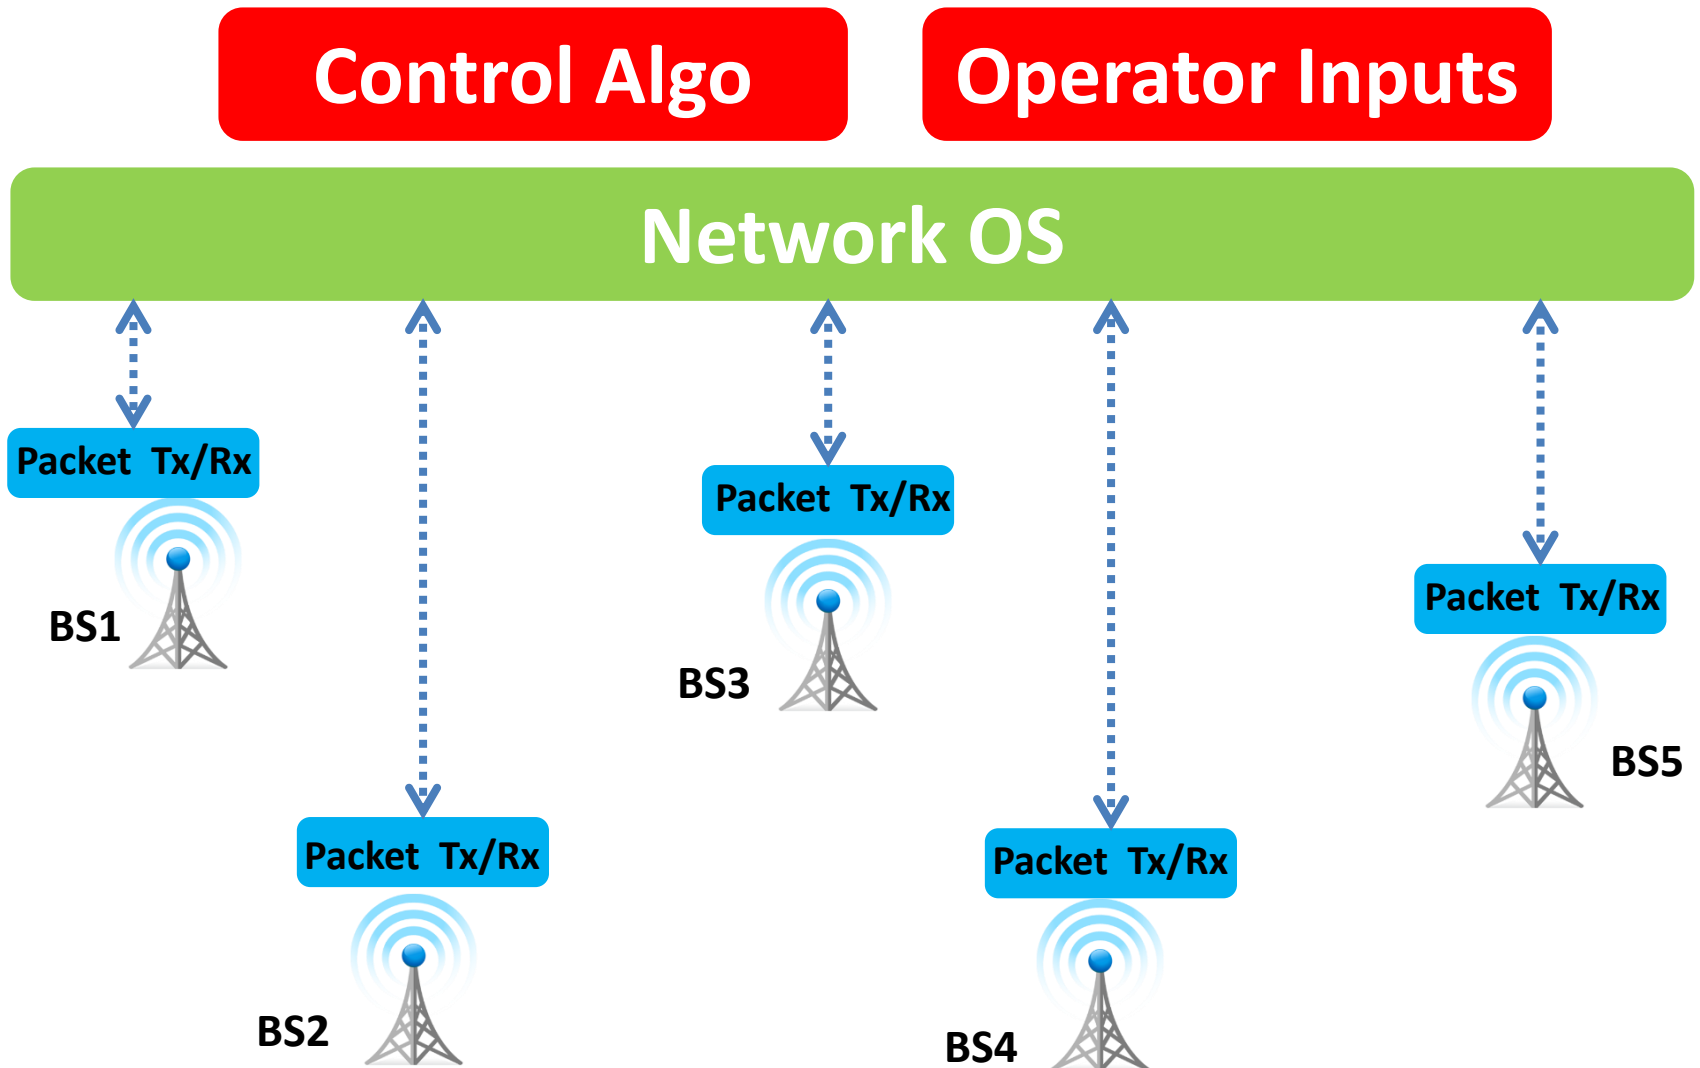 Control Algo
Operator Inputs
Network OS
Packet Tx/Rx
BS1
Packet Tx/Rx
BS3
Packet Tx/Rx
BS5
Packet Tx/Rx
BS2
Packet Tx/Rx
BS4